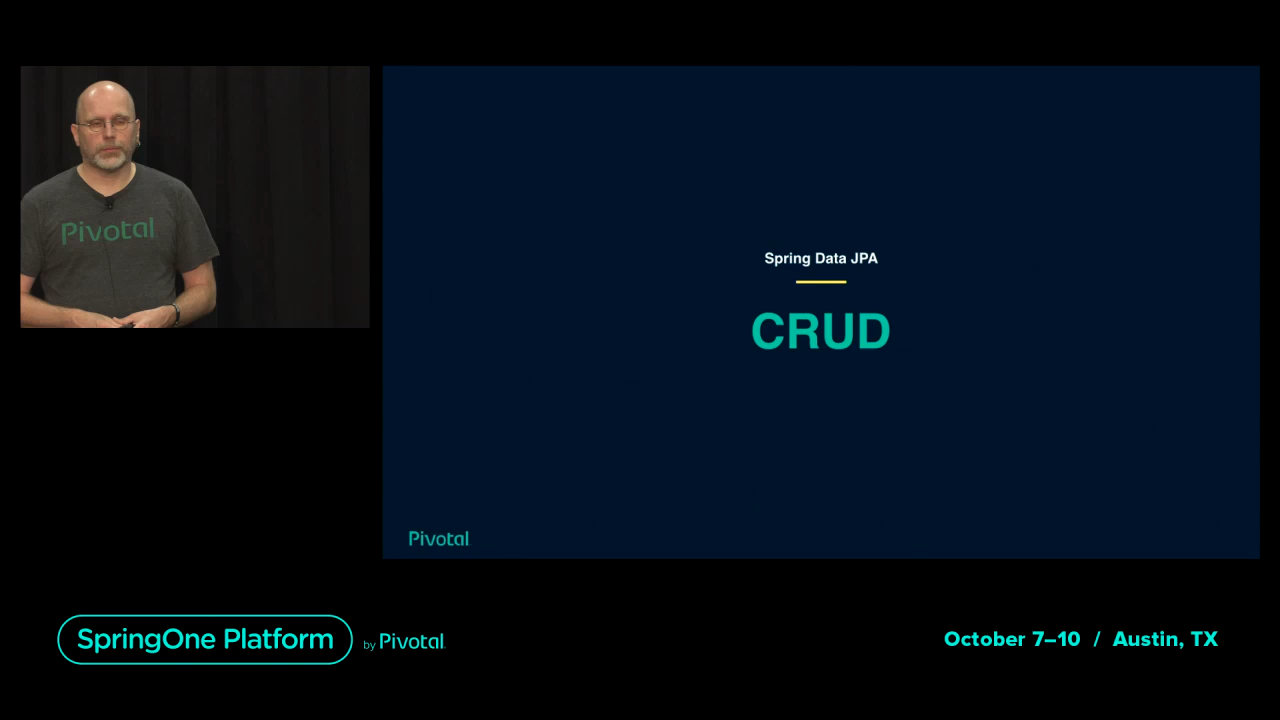 Pivotal
Spring Data JPA
CRUD
Pivotal
SpringOne Platform by Pivotal
October 7–10 / Austin, TX